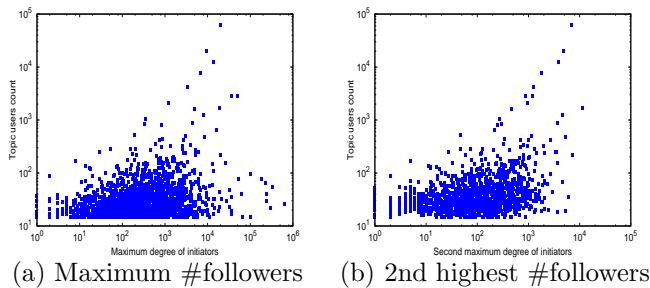 10^5
10^4
10^3
10^2
10^1
Topic users count
10^0 10^1 10^2 10^3 10^4 10^5 10^6
Maximum degree of initiators
(a) Maximum #followers
10^5
10^4
10^3
10^2
10^1
Topic users count
10^0 10^1 10^2 10^3 10^4 10^5
Second maximum degree of initiators
(b) 2nd highest #followers